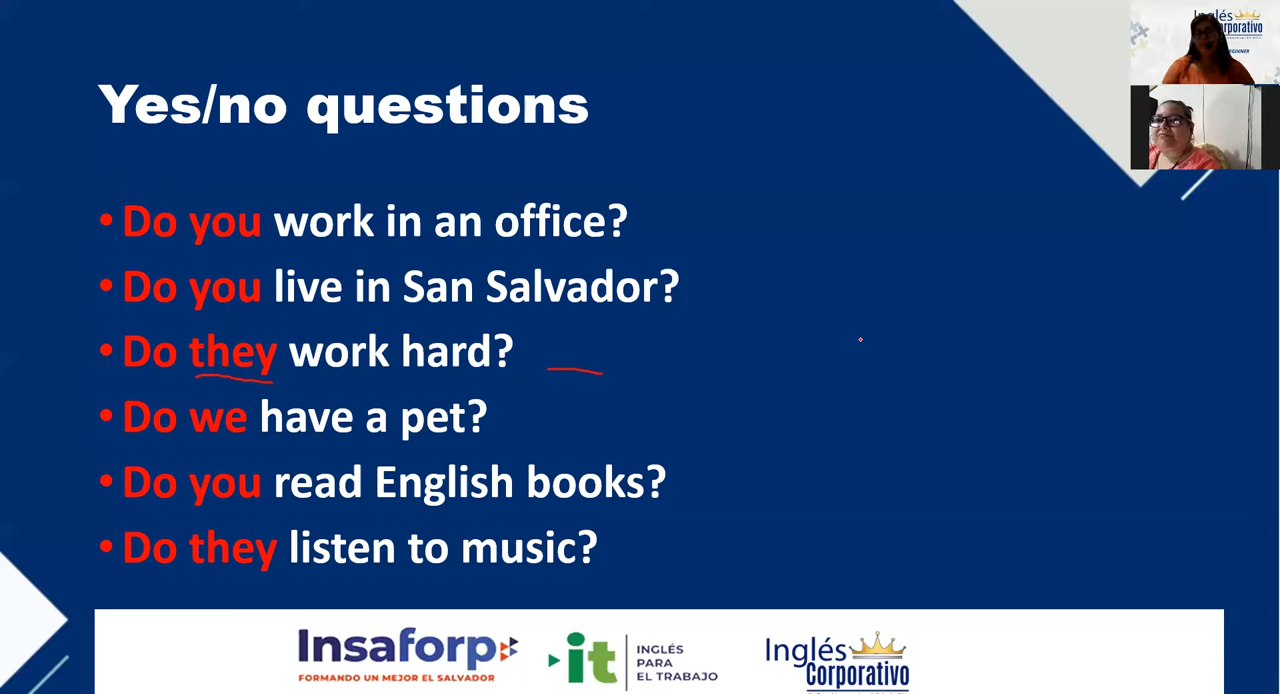 Yes/no questions
• Do you work in an office?
• Do you live in San Salvador?
• Do they work hard?
• Do we have a pet?
• Do you read English books?
• Do they listen to music?
Insaforp
FORMANDO UN MEJOR EL SALVADOR
it
INGLÉS
PARA
EL TRABAJO
Inglés
Corporativo
Inglés